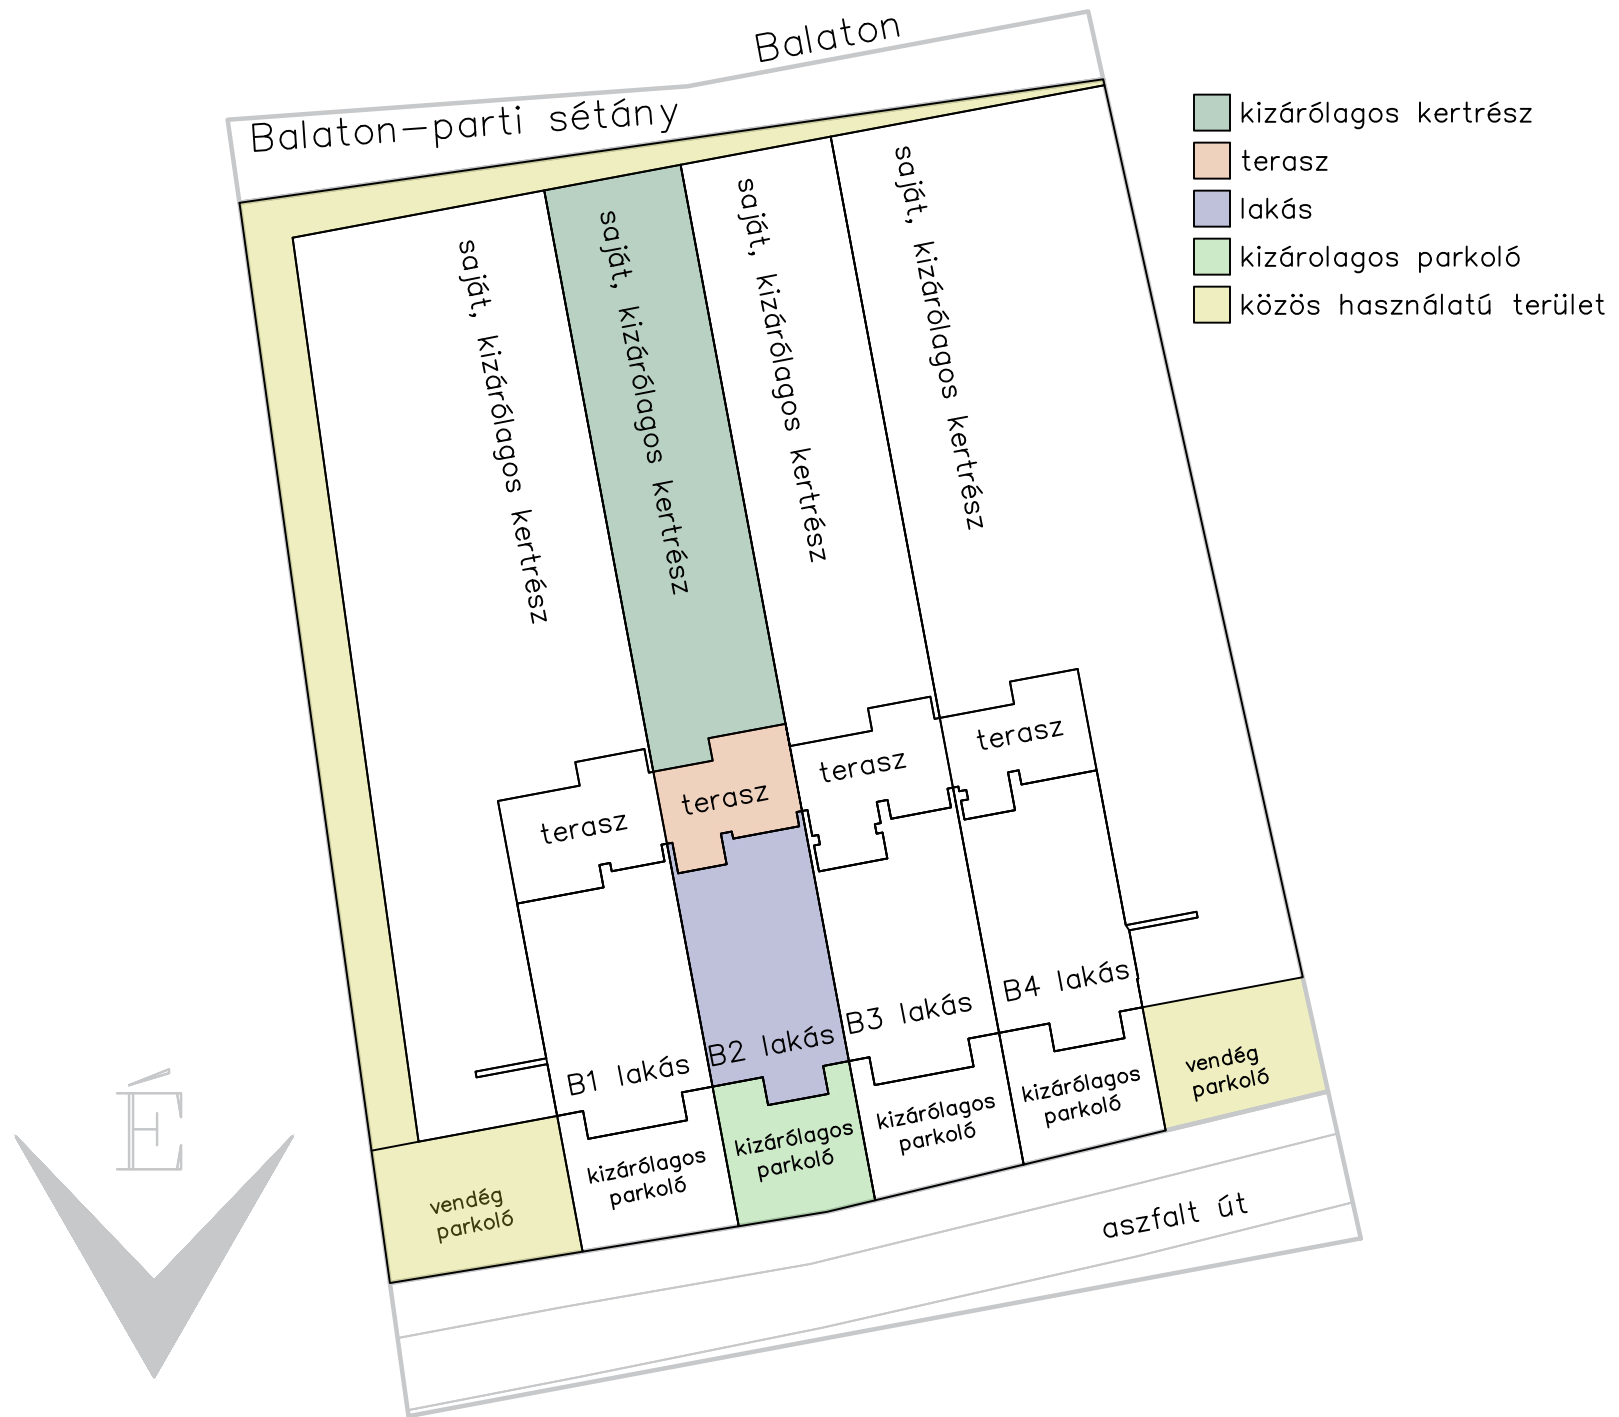 Balaton
Balaton-parti sétány
kizárólagos kertrész
terasz
lakás
kizárolagos parkoló
közös használatú terület
saját, kizárólagos kertrész
saját, kizárólagos kertrész
saját, kizárólagos kertrész
saját, kizárólagos kertrész
terasz
terasz
terasz
terasz
B1 lakás
B2 lakás
B3 lakás
B4 lakás
vendég
parkoló
kizárólagos
parkoló
kizárólagos
parkoló
kizárólagos
parkoló
kizárólagos
parkoló
vendég
parkoló
aszfalt út
É